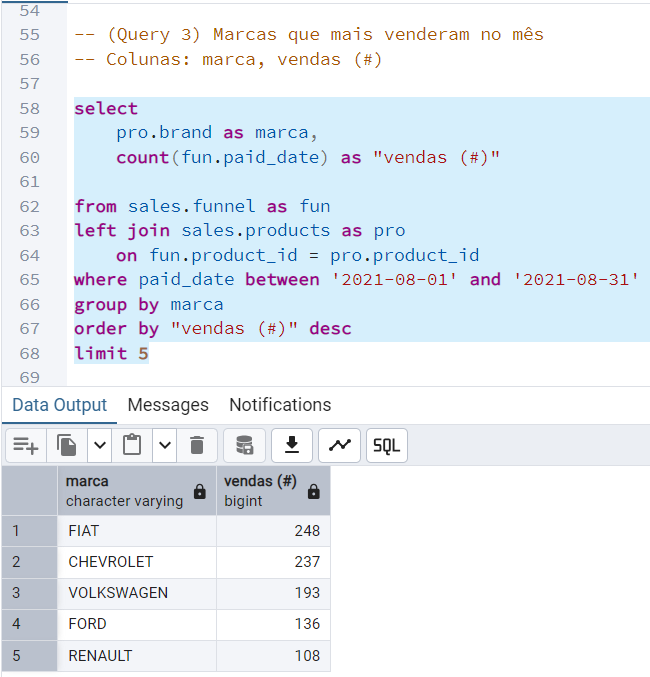 54
55 -- (Query 3) Marcas que mais venderam no mês
56 -- Colunas: marca, vendas (#)
57
58 select
59 pro.brand as marca,
60 count(fun.paid_date) as "vendas (#)"
61
62 from sales.funnel as fun
63 left join sales.products as pro
64 on fun.product_id = pro.product_id
65 where paid_date between '2021-08-01' and '2021-08-31'
66 group by marca
67 order by "vendas (#)" desc
68 limit 5
69
Data Output Messages Notifications
SQL
marca vendas (#)
character varying bigint
1 FIAT 248
2 CHEVROLET 237
3 VOLKSWAGEN 193
4 FORD 136
5 RENAULT 108